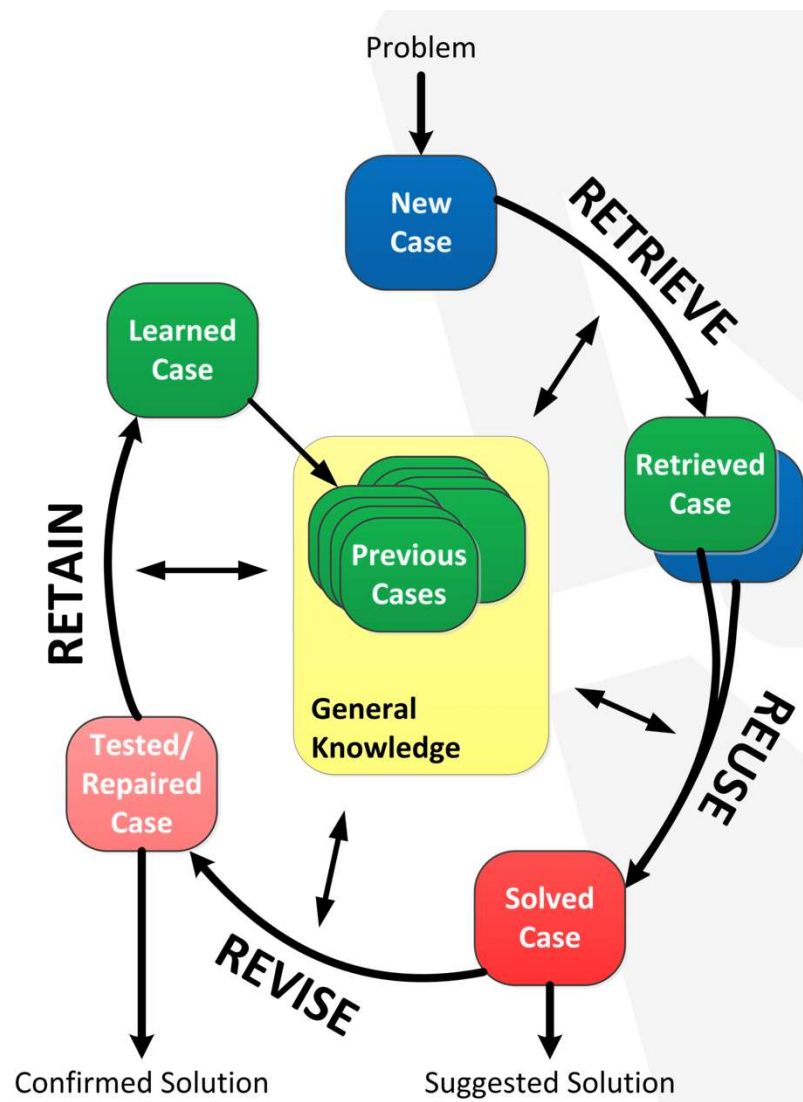 Problem
New
Case
RETRIEVE
Learned
Case
Retrieved
Case
Previous
Cases
RETAIN
General
Knowledge
REUSE
Tested/
Repaired
Case
Solved
Case
REVISE
Confirmed Solution
Suggested Solution